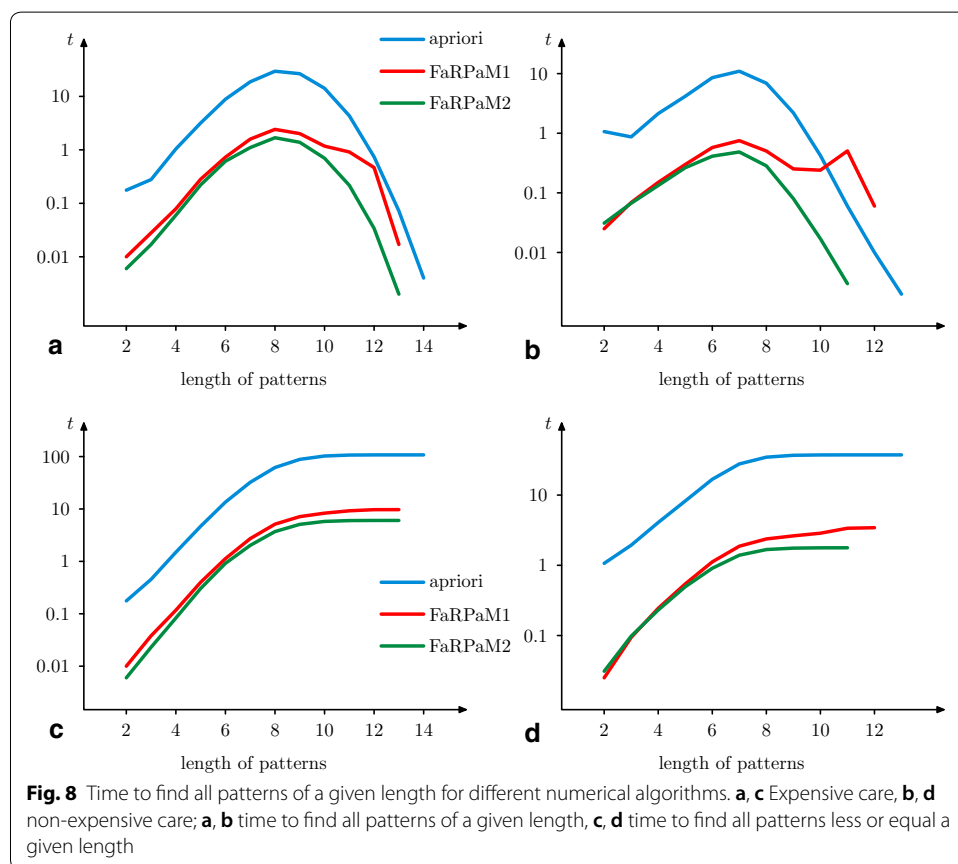 t
apriori
FaRPaM1
FaRPaM2
10
1
0.1
0.01
2 4 6 8 10 12 14
a
length of patterns
t
10
1
0.1
0.01
2 4 6 8 10 12
b
length of patterns
t
100
10
1
0.1
0.01
apriori
FaRPaM1
FaRPaM2
2 4 6 8 10 12 14
c
length of patterns
t
10
1
0.1
2 4 6 8 10 12
d
length of patterns
Fig. 8 Time to find all patterns of a given length for different numerical algorithms. a, c Expensive care, b, d
non-expensive care; a, b time to find all patterns of a given length, c, d time to find all patterns less or equal a
given length